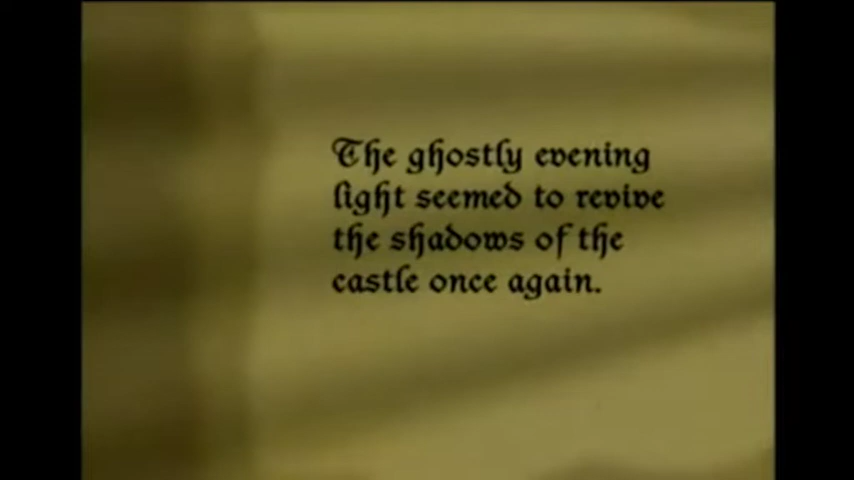 The ghostly evening
light seemed to revive
the shadows of the
castle once again.